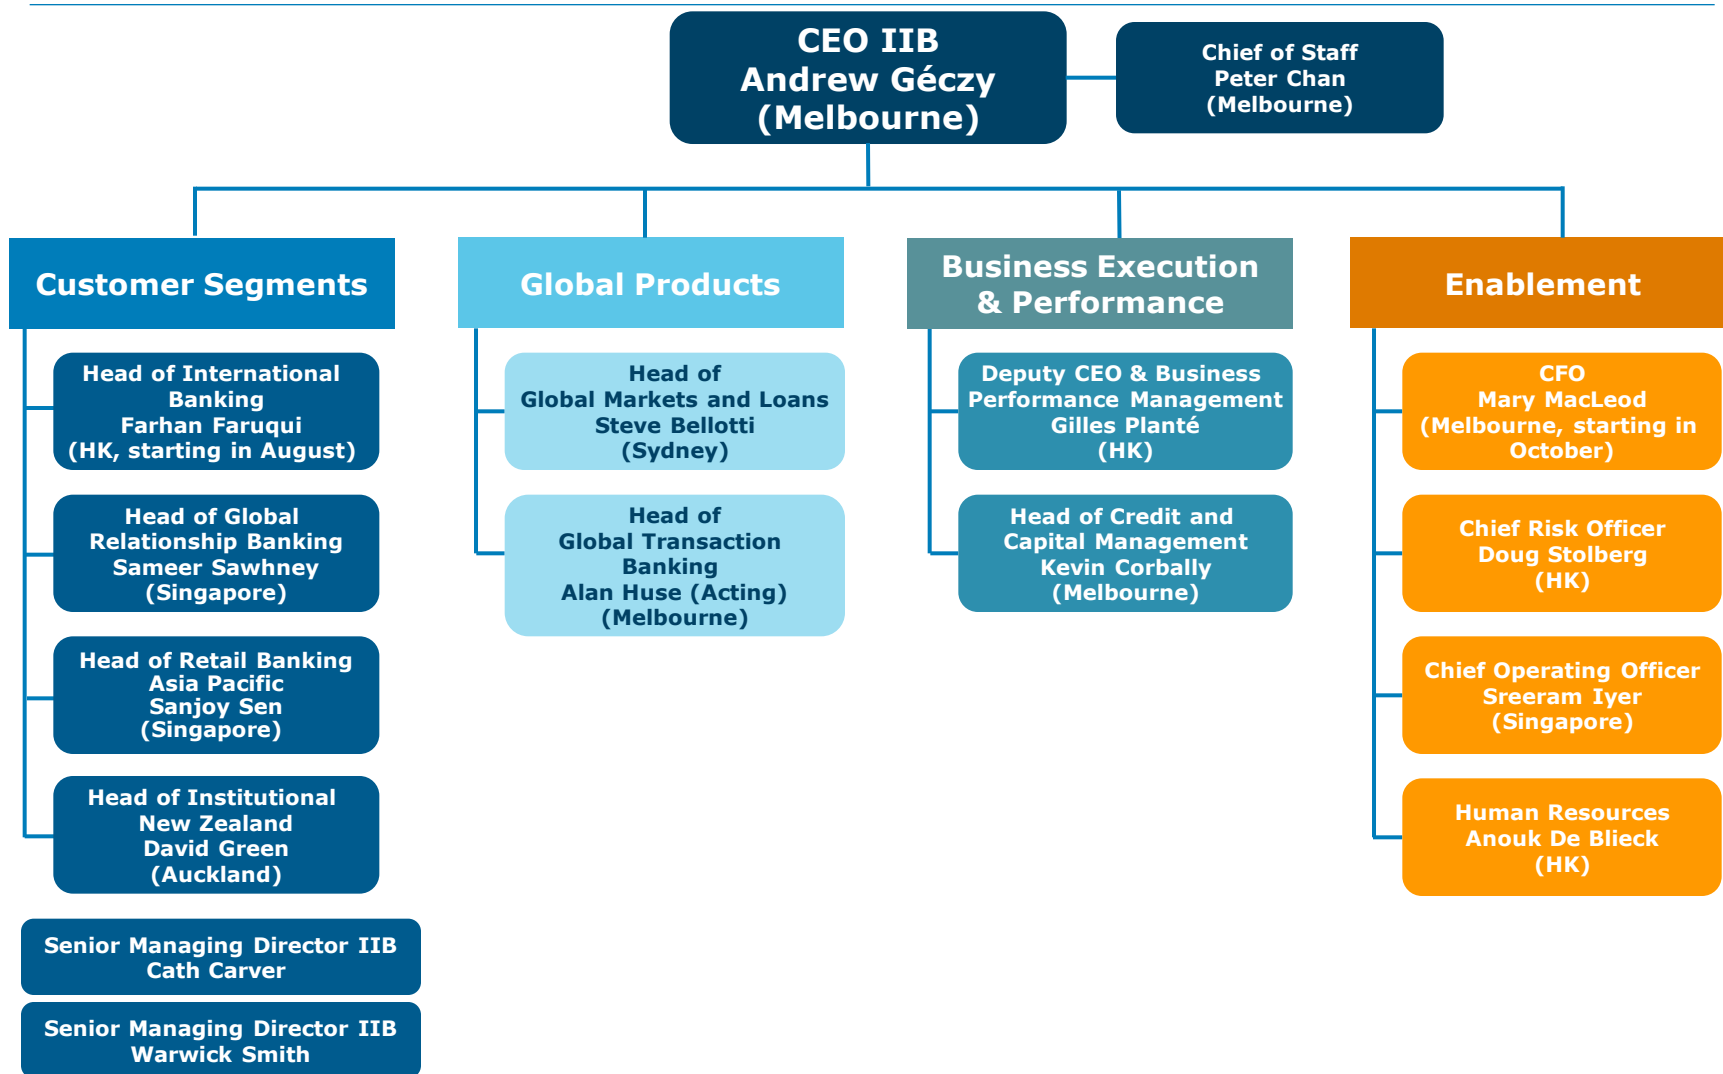 CEO IIB
Andrew Géczy
(Melbourne)
Chief of Staff
Peter Chan
(Melbourne)
Customer Segments
Head of International
Banking
Farhan Faruqui
(HK, starting in August)
Head of Global
Relationship Banking
Sameer Sawhney
(Singapore)
Head of Retail Banking
Asia Pacific
Sanjoy Sen
(Singapore)
Head of Institutional
New Zealand
David Green
(Auckland)
Senior Managing Director IIB
Cath Carver
Senior Managing Director IIB
Warwick Smith
Global Products
Head of
Global Markets and Loans
Steve Bellotti
(Sydney)
Head of
Global Transaction
Banking
Alan Huse (Acting)
(Melbourne)
Business Execution
& Performance
Deputy CEO & Business
Performance Management
Gilles Planté
(HK)
Head of Credit and
Capital Management
Kevin Corbally
(Melbourne)
Enablement
CFO
Mary MacLeod
(Melbourne, starting in
October)
Chief Risk Officer
Doug Stolberg
(HK)
Chief Operating Officer
Sreeram Iyer
(Singapore)
Human Resources
Anouk De Blieck
(HK)